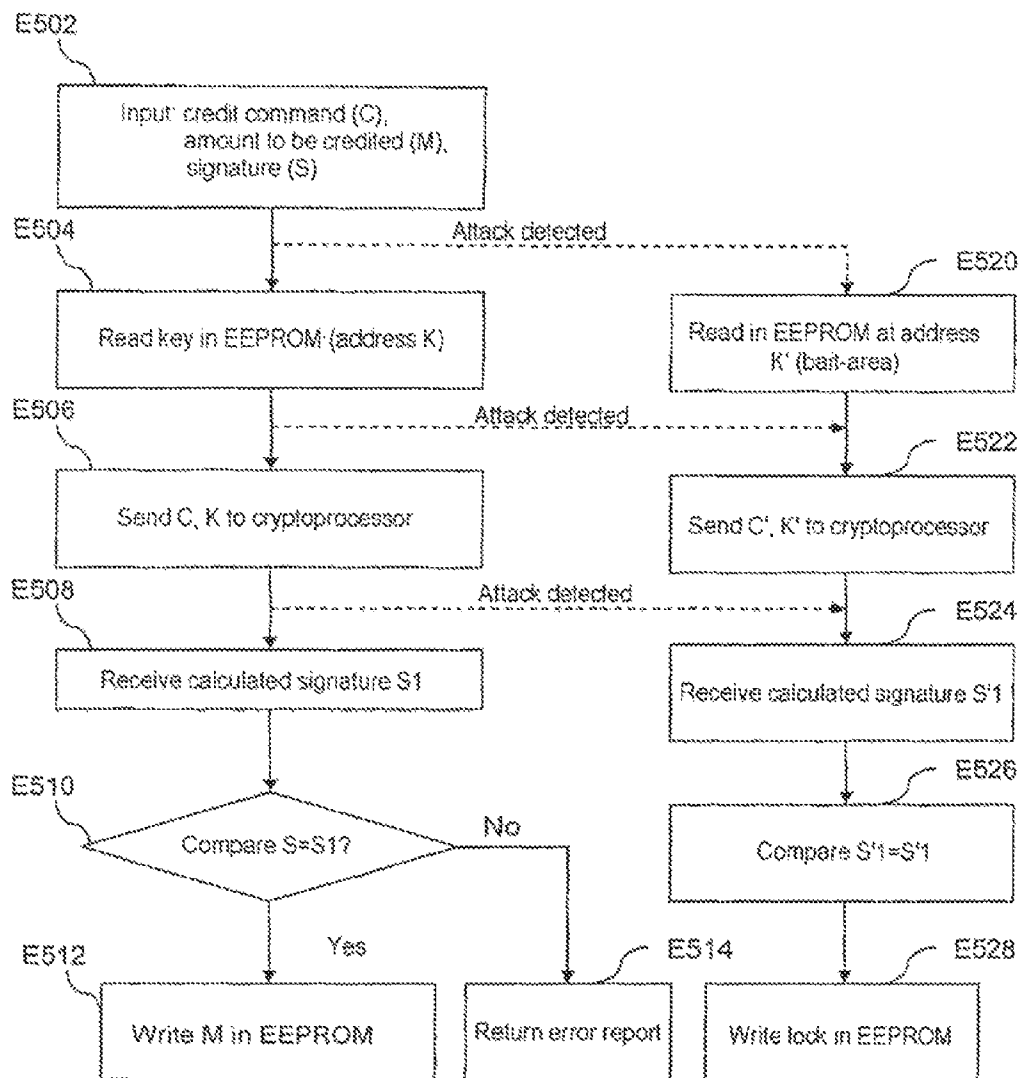 E502
Input: credit command (C),
amount to be credited (M),
signature (S)
E504
Attack detected
E520
Read key in EEPROM (address K)
Read in EEPROM at address
K' (bait-area)
E506
Attack detected
E522
Send C, K to cryptoprocessor
Send C', K' to cryptoprocessor
E508
Attack detected
E524
Receive calculated signature S1
Receive calculated signature S'1
E510
E526
Compare S=S1?
No
Compare S'1=S'1
Yes
E512
E514
E528
Write M in EEPROM
Return error report
Write lock in EEPROM